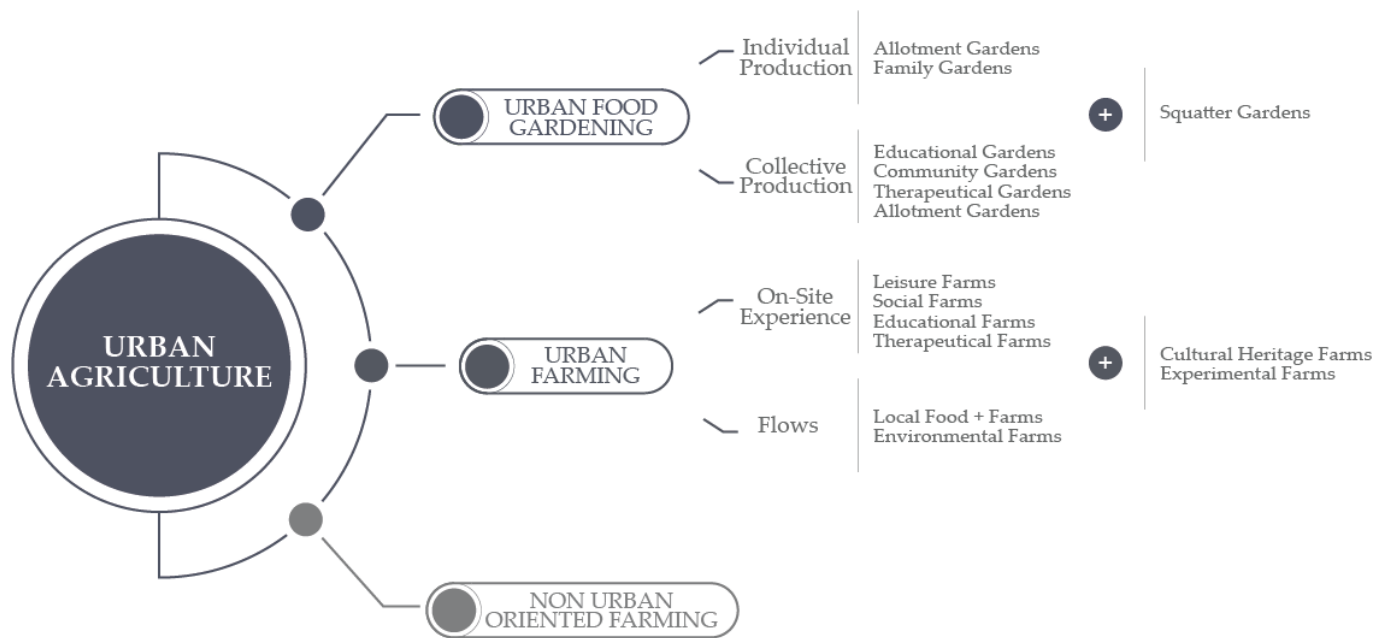 URBAN
AGRICULTURE
URBAN FOOD
GARDENING
Individual
Production
Allotment Gardens
Family Gardens
Collective
Production
Educational Gardens
Community Gardens
Therapeutical Gardens
Allotment Gardens
+
Squatter Gardens
URBAN
FARMING
On-Site
Experience
Leisure Farms
Social Farms
Educational Farms
Therapeutical Farms
Flows
Local Food + Farms
Environmental Farms
+
Cultural Heritage Farms
Experimental Farms
NON URBAN
ORIENTED FARMING